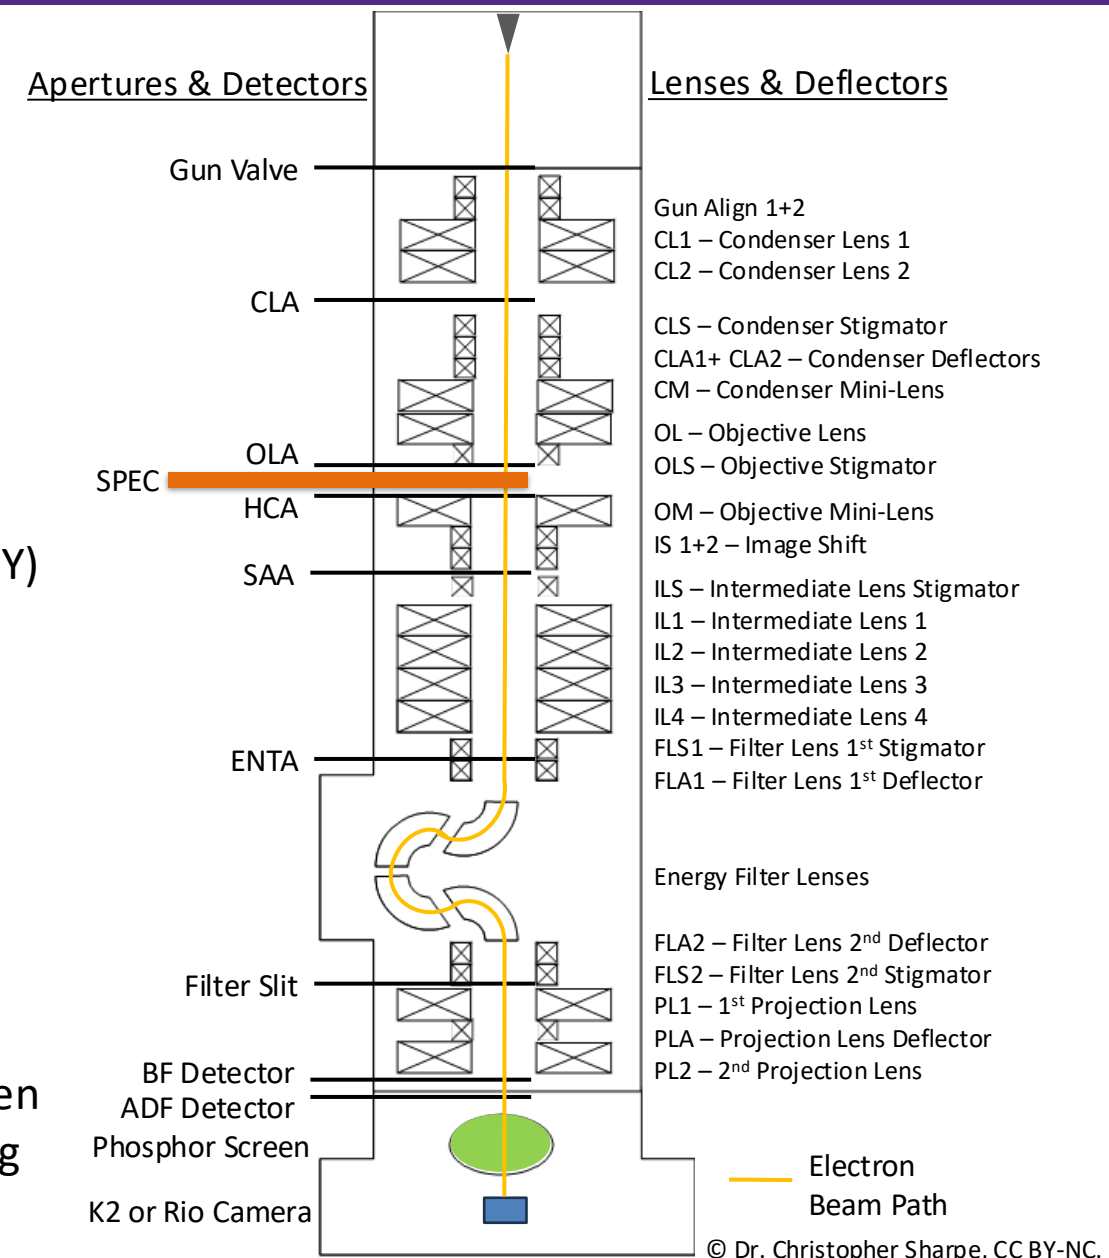 Apertures & Detectors
Lenses & Deflectors
Gun Valve
Gun Align 1+2
CL1 – Condenser Lens 1
CL2 – Condenser Lens 2
CLA
CLS – Condenser Stigmator
CLA1+ CLA2 – Condenser Deflectors
CM – Condenser Mini-Lens
OL – Objective Lens
OLA
OLS – Objective Stigmator
SPEC
HCA
OM – Objective Mini-Lens
IS 1+2 – Image Shift
Y)
SAA
ILS – Intermediate Lens Stigmator
IL1 – Intermediate Lens 1
IL2 – Intermediate Lens 2
IL3 – Intermediate Lens 3
IL4 – Intermediate Lens 4
FLS1 – Filter Lens 1st Stigmator
ENTA
FLA1 – Filter Lens 1st Deflector
Energy Filter Lenses
FLA2 – Filter Lens 2nd Deflector
FLS2 – Filter Lens 2nd Stigmator
Filter Slit
PL1 – 1st Projection Lens
PLA – Projection Lens Deflector
PL2 – 2nd Projection Lens
BF Detector
en
ADF Detector
Phosphor Screen
g
Electron
Beam Path
K2 or Rio Camera
© Dr. Christopher Sharpe. CC BY-NC.